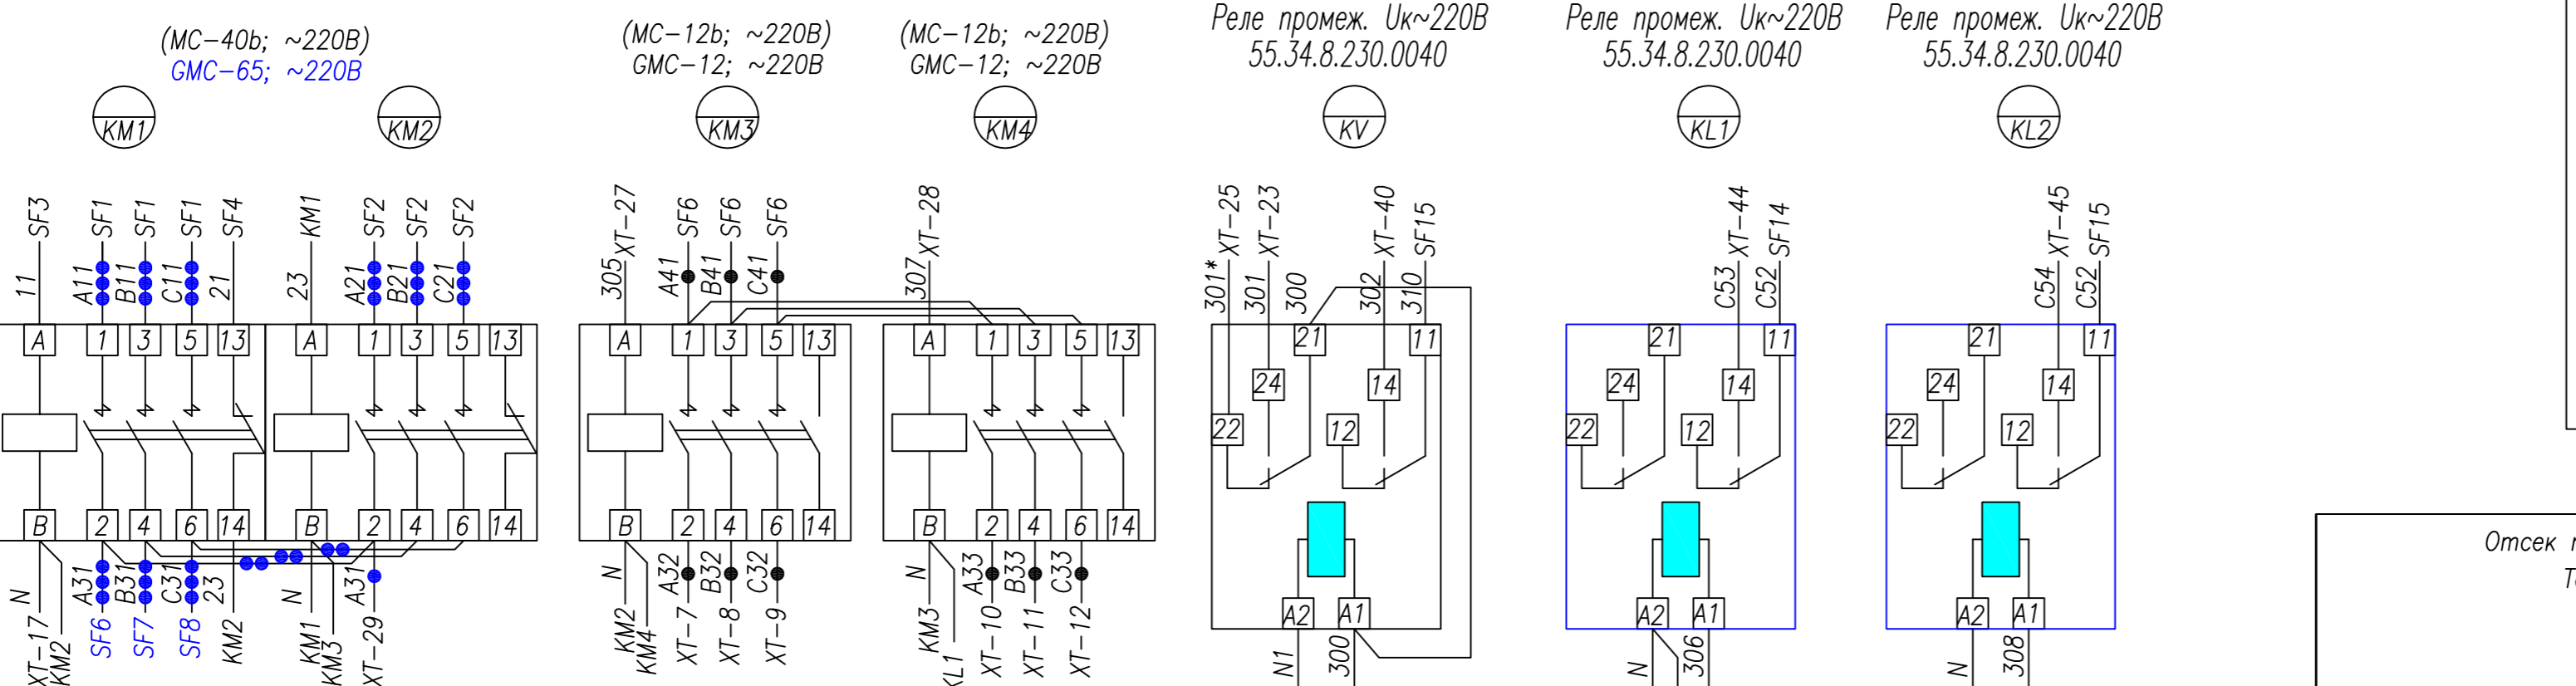 (МС-40b; ~220В)
GMC-65; ~220В
(МС-12b; ~220В)
GMC-12; ~220В
(МС-12b; ~220В)
GMC-12; ~220В
Реле промеж. Uк~220В
55.34.8.230.0040
Реле промеж. Uк~220В
55.34.8.230.0040
Реле промеж. Uк~220В
55.34.8.230.0040
KM1 KM2 KM3 KM4 KV KL1 KL2
SF3 SF1 SF1 SF1 SF4 KM1 SF2 SF2 SF2
XT-27 SF6 SF6 SF6 XT-28
XT-25 XT-23 XT-40 SF15
XT-44 SF14 XT-45 SF15
11 A11 B11 C11 21 23 A21 B21 C21
305 A41 B41 C41 307
301* 301 300 302 310
C53 C52 C54 C52
A 1 3 5 13 A 1 3 5 13
A 1 3 5 13 A 1 3 5 13
21 11 21 11 21 11
24 14 24 14 24 14
22 12 22 12 22 12
B 2 4 6 14 B 2 4 6 14
B 2 4 6 14 B 2 4 6 14
A2 A1 A2 A1 A2 A1
N A31 B31 C31 23 N A31
N A32 B32 C32 N A33 B33 C33
N1 300 N 306 N 308
XT-17 KM2 SF6 SF7 SF8 KM2 KM1 KM3 XT-29
KM2 KM4 XT-7 XT-8 XT-9
KM3 KL1 XT-10 XT-11 XT-12
Отсек